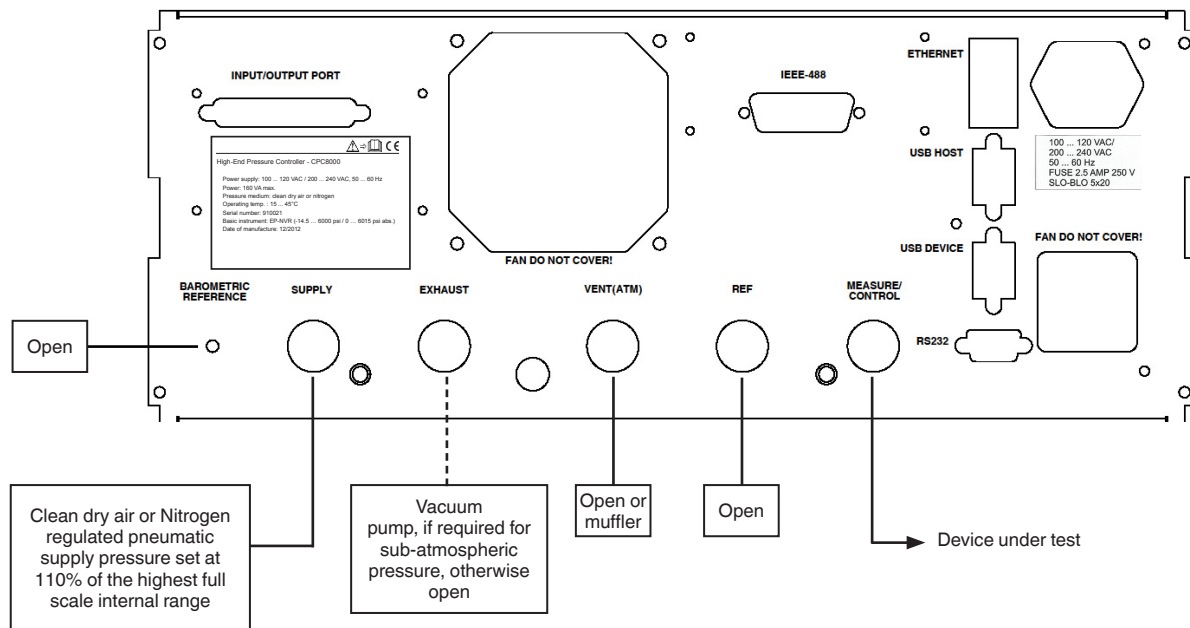 ETHERNET
INPUT/OUTPUT PORT
IEEE-488
CE
High-End Pressure Controller - CPC8000
Power supply: 100 ... 120 VAC / 200 ... 240 VAC, 50 ... 60 Hz
Power: 160 VA max.
Pressure medium: clean dry air or nitrogen
Operating temp. : 15 ... 45°C
Serial number: 910021
Basic instrument: EP-NVR (-14.5 ... 6000 psi / 0 ... 6015 psi abs.)
Date of manufacture: 12/2012
USB HOST
100 ... 120 VAC/
200 ... 240 VAC
50 ... 60 Hz
FUSE 2.5 AMP 250 V
SLO-BLO 5x20
USB DEVICE
FAN DO NOT COVER!
FAN DO NOT COVER!
BAROMETRIC
REFERENCE
SUPPLY
EXHAUST
VENT(ATM)
REF
MEASURE/
CONTROL
RS232
Open
Clean dry air or Nitrogen
regulated pneumatic
supply pressure set at
110% of the highest full
scale internal range
Vacuum
pump, if required for
sub-atmospheric
pressure, otherwise
open
Open or
muffler
Open
Device under test